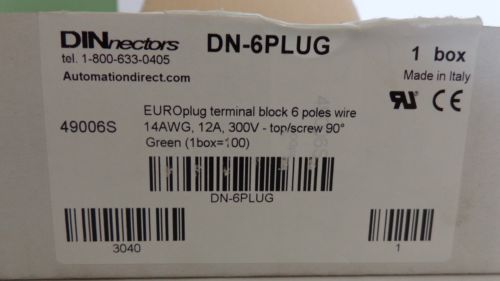 DINnectors DN-6PLUG 1 box
tel. 1-800-633-0405 Made in Italy
Automationdirect.com
EUROplug terminal block 6 poles wire
49006S 14AWG, 12A, 300V - top/screw 90°
Green (1box=100)
DN-6PLUG
3040 1